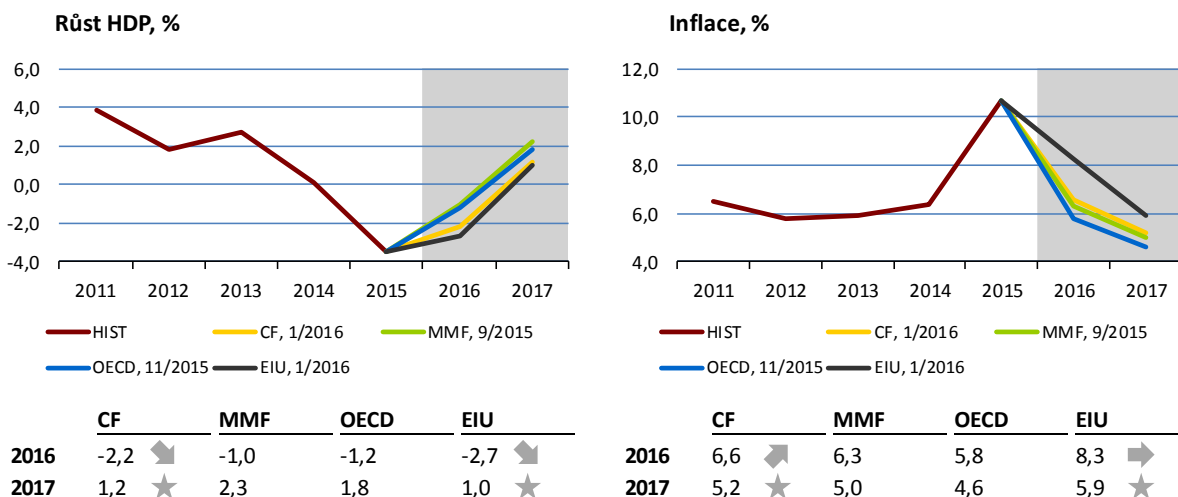 Růst HDP, %
6,0
4,0
2,0
0,0
-2,0
-4,0
2011 2012 2013 2014 2015 2016 2017
HIST CF, 1/2016 MMF, 9/2015
OECD, 11/2015 EIU, 1/2016
CF MMF OECD EIU
2016 -2,2 -1,0 -1,2 -2,7
2017 1,2 2,3 1,8 1,0
Inflace, %
12,0
10,0
8,0
6,0
4,0
2011 2012 2013 2014 2015 2016 2017
HIST CF, 1/2016 MMF, 9/2015
OECD, 11/2015 EIU, 1/2016
CF MMF OECD EIU
2016 6,6 6,3 5,8 8,3
2017 5,2 5,0 4,6 5,9